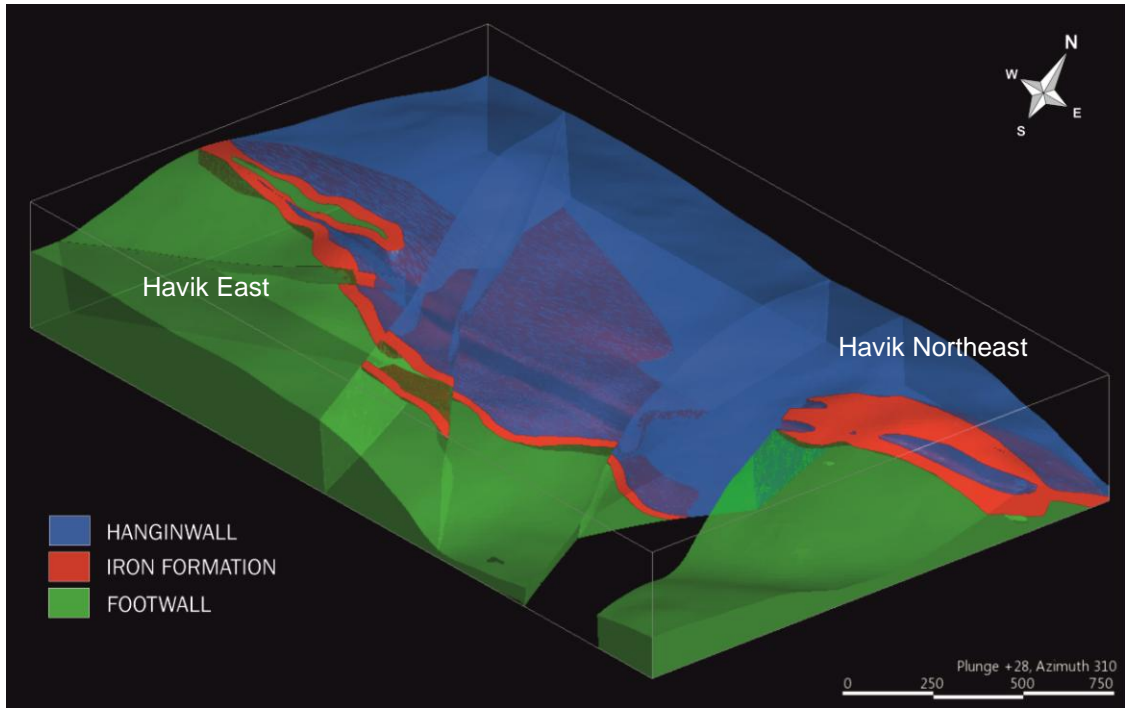 N
W
E
S
Havik East
Havik Northeast
HANGINWALL
IRON FORMATION
FOOTWALL
Plunge +28, Azimuth 310
0 250 500 750